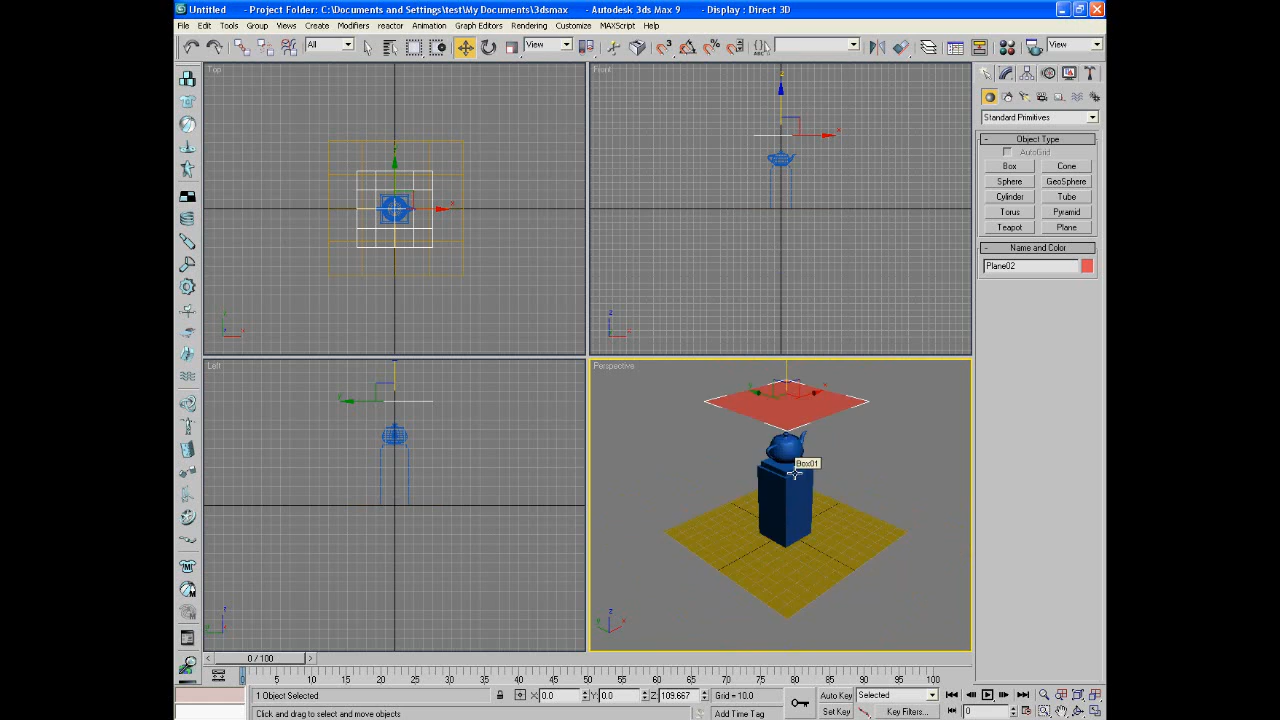 Untitled - Project Folder: C:\Documents and Settings\test\My Documents\3dsmax - Autodesk 3ds Max 9 - Display : Direct 3D
File Edit Tools Group Views Create Modifiers reactor Animation Graph Editors Rendering Customize MAXScript Help
All View View
Top
Front
Standard Primitives
- Object Type
AutoGrid
Box Cone
Sphere GeoSphere
Cylinder Tube
Torus Pyramid
Teapot Plane
- Name and Color
Plane02
Left
Perspective
Box01
< 0 / 100 >
0 5 10 15 20 25 30 35 40 45 50 55 60 65 70 75 80 85 90 95 100
1 Object Selected X: 0.0 Y: 0.0 Z: 109.667 Grid = 10.0 Auto Key Selected
Click and drag to select and move objects Add Time Tag Set Key Key Filters... 0